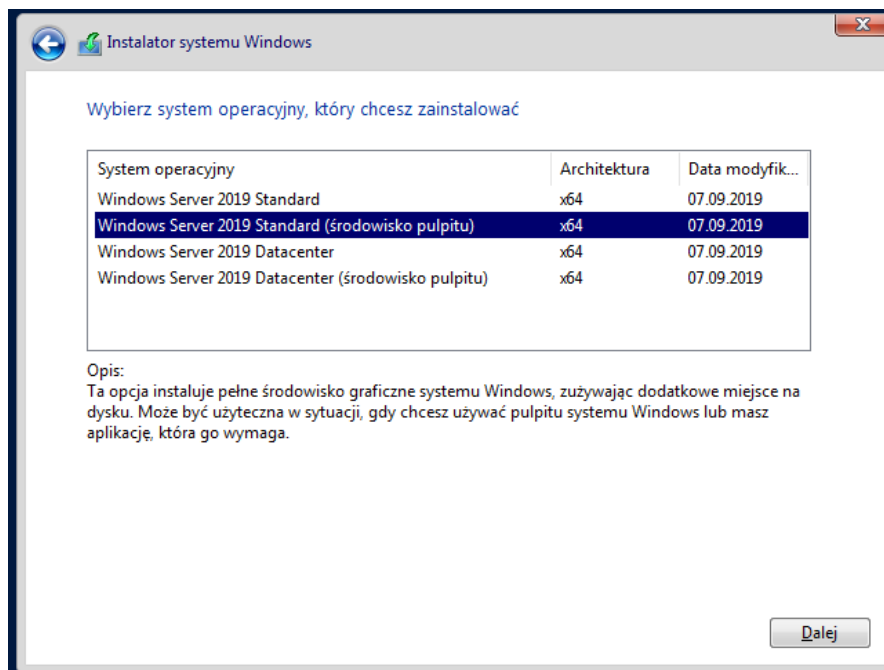 Instalator systemu Windows
Wybierz system operacyjny, który chcesz zainstalować
System operacyjny Architektura Data modyfik...
Windows Server 2019 Standard x64 07.09.2019
Windows Server 2019 Standard (środowisko pulpitu) x64 07.09.2019
Windows Server 2019 Datacenter x64 07.09.2019
Windows Server 2019 Datacenter (środowisko pulpitu) x64 07.09.2019
Opis:
Ta opcja instaluje pełne środowisko graficzne systemu Windows, zużywając dodatkowe miejsce na
dysku. Może być użyteczna w sytuacji, gdy chcesz używać pulpitu systemu Windows lub masz
aplikację, która go wymaga.
Dalej